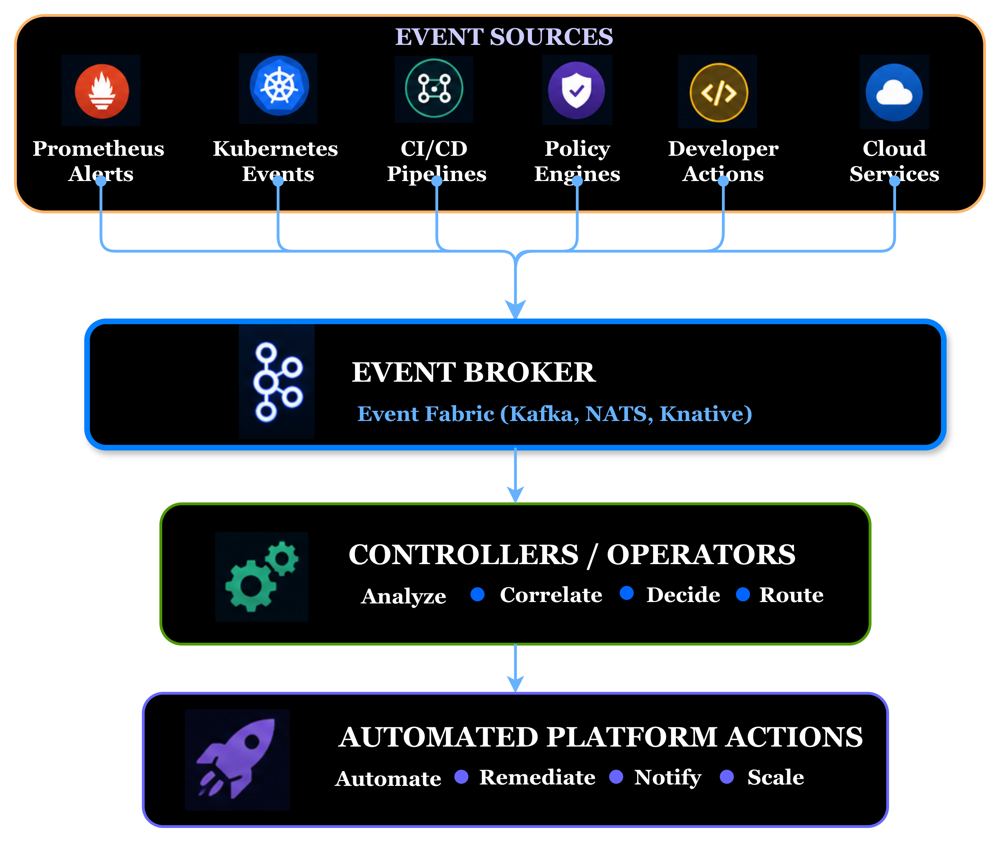 EVENT SOURCES
Prometheus
Alerts
Kubernetes
Events
CI/CD
Pipelines
Policy
Engines
Developer
Actions
Cloud
Services
EVENT BROKER
Event Fabric (Kafka, NATS, Knative)
CONTROLLERS / OPERATORS
Analyze Correlate Decide Route
AUTOMATED PLATFORM ACTIONS
Automate Remediate Notify Scale